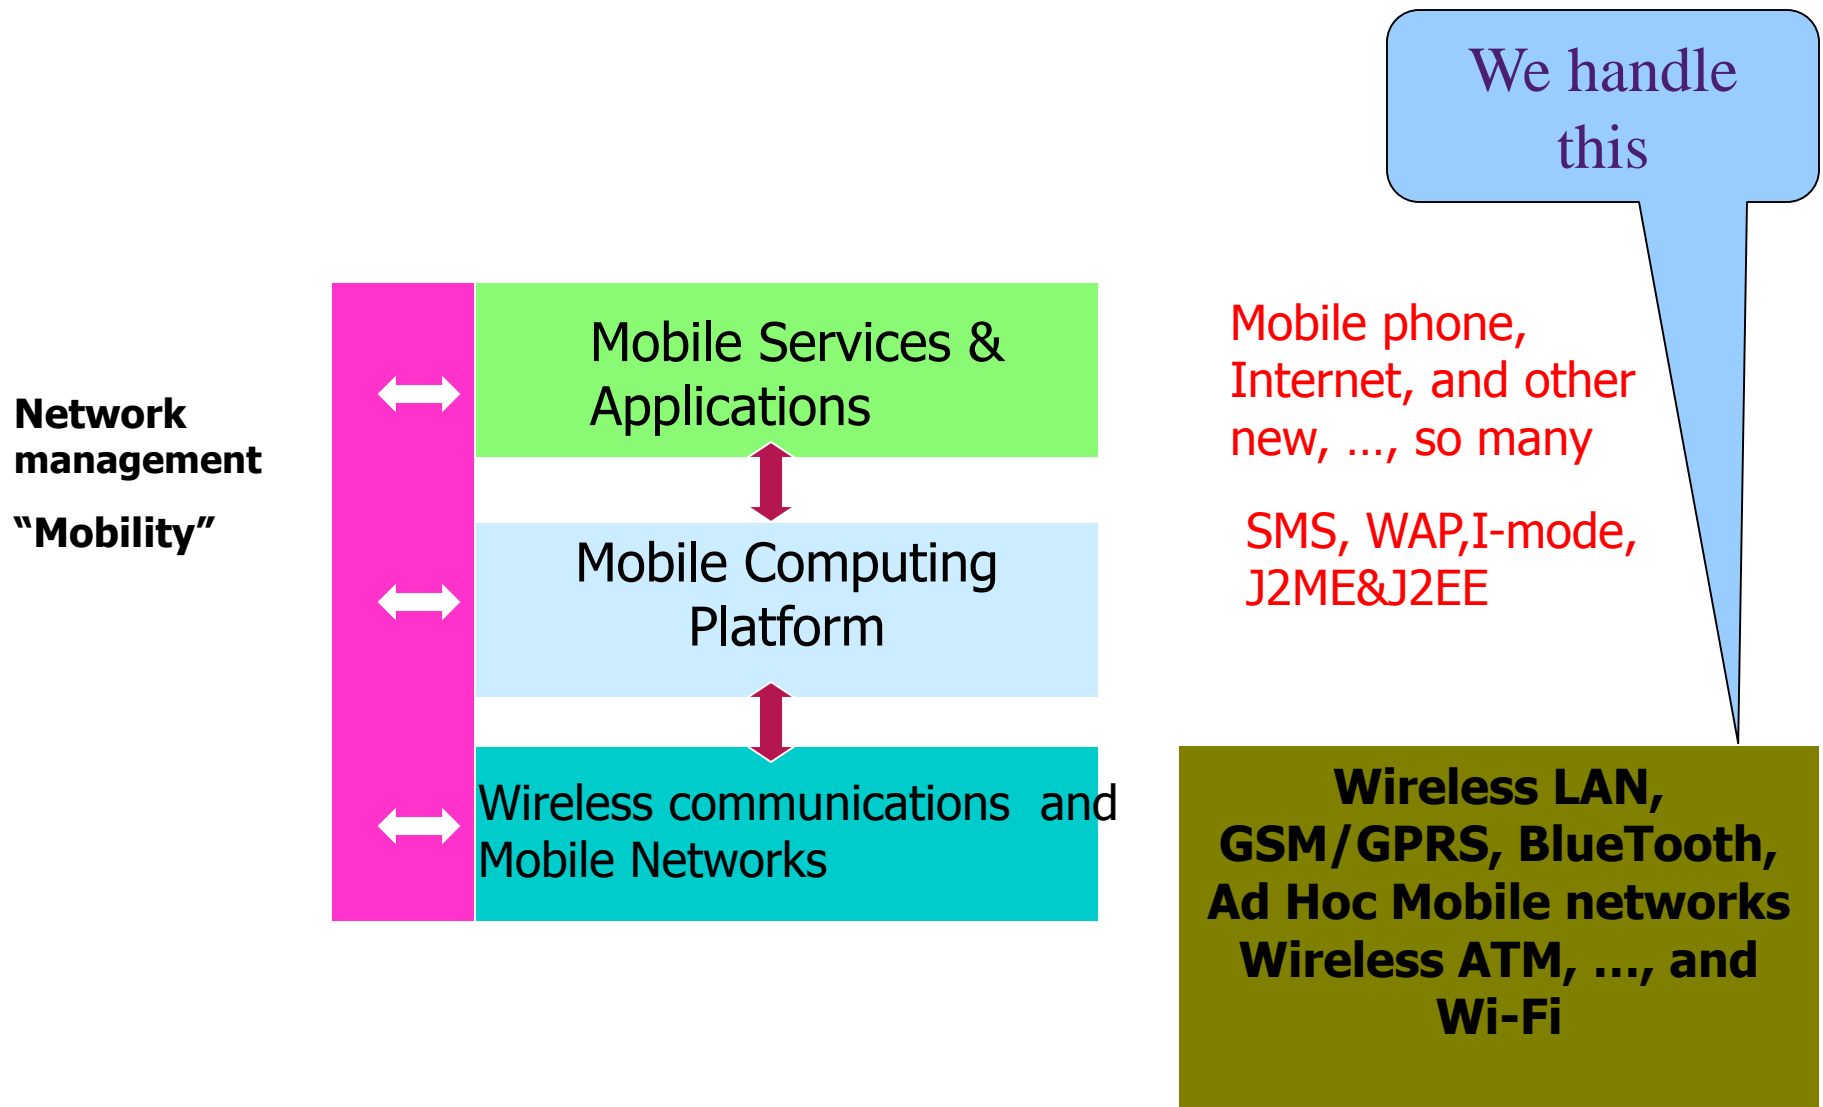 We handle
this
Mobile Services &
Applications
Mobile phone,
Internet, and other
new, ..., so many
Network
management
“Mobility”
Mobile Computing
Platform
SMS, WAP,I-mode,
J2ME&J2EE
Wireless communications  and
Mobile Networks
Wireless LAN,
GSM/GPRS, BlueTooth,
Ad Hoc Mobile networks
Wireless ATM, ..., and
Wi-Fi